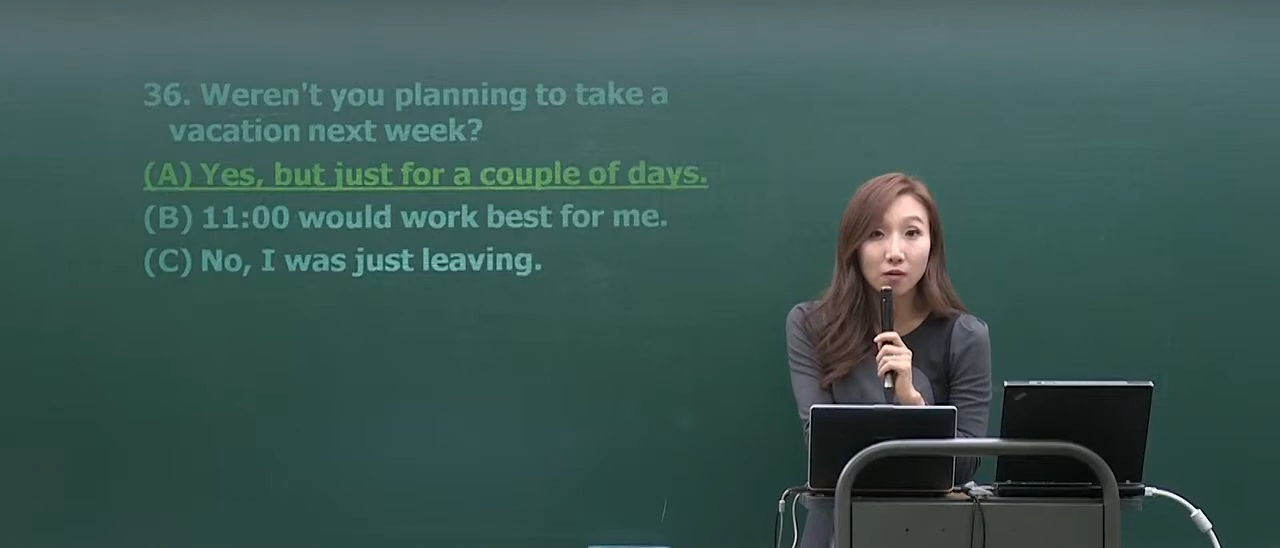 36. Weren't you planning to take a
vacation next week?
(A) Yes, but just for a couple of days.
(B) 11:00 would work best for me.
(C) No, I was just leaving.